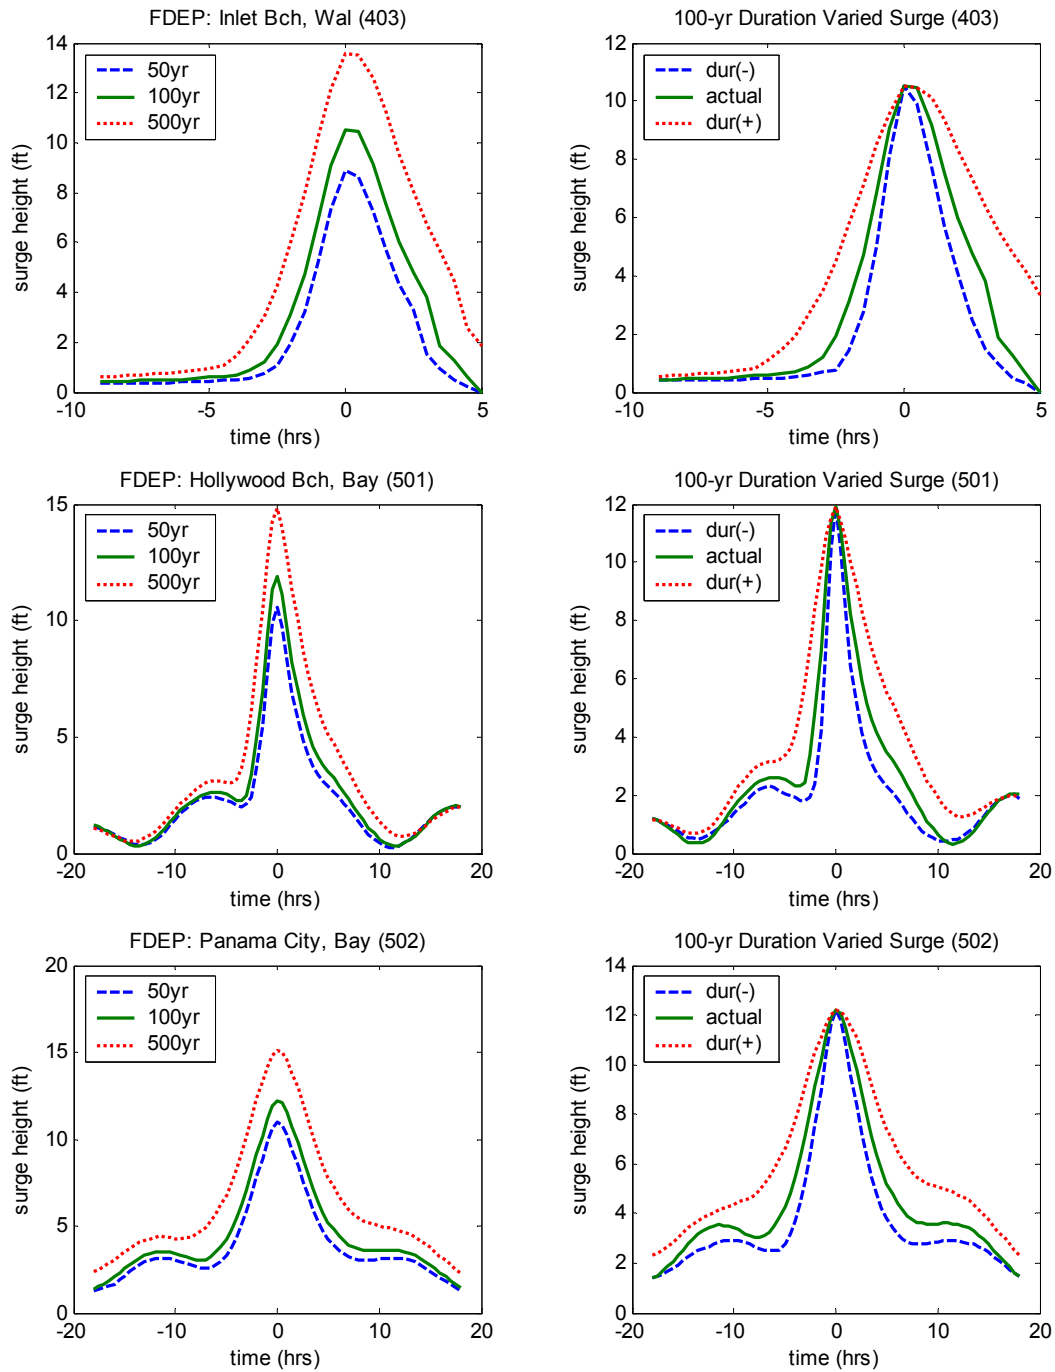 FDEP: Inlet Bch, Wal (403)
14
12
10
8
6
4
2
0
surge height (ft)
50yr
100yr
500yr
-10
-5
0
5
time (hrs)
100-yr Duration Varied Surge (403)
12
10
8
6
4
2
0
surge height (ft)
dur(-)
actual
dur(+)
-10
-5
0
5
time (hrs)
FDEP: Hollywood Bch, Bay (501)
15
10
5
0
surge height (ft)
50yr
100yr
500yr
-20
-10
0
10
20
time (hrs)
100-yr Duration Varied Surge (501)
12
10
8
6
4
2
0
surge height (ft)
dur(-)
actual
dur(+)
-20
-10
0
10
20
time (hrs)
FDEP: Panama City, Bay (502)
20
15
10
5
0
surge height (ft)
50yr
100yr
500yr
-20
-10
0
10
20
time (hrs)
100-yr Duration Varied Surge (502)
14
12
10
8
6
4
2
0
surge height (ft)
dur(-)
actual
dur(+)
-20
-10
0
10
20
time (hrs)